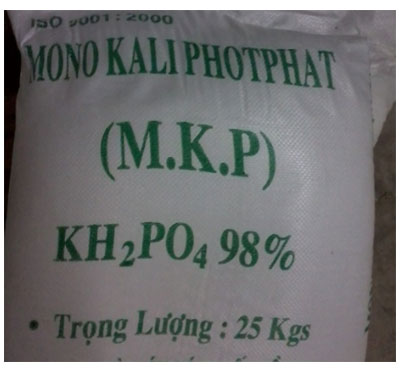 ISO 9001 : 2000
MONO KALI PHOTPHAT
(M.K.P)
KH₂PO₄ 98%
• Trọng Lượng : 25 Kgs